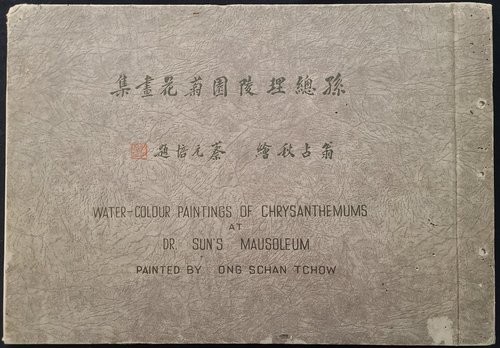 孫總理陵園菊花畫集
翁占秋繪 蔡元培題
WATER-COLOUR PAINTINGS OF CHRYSANTHEMUMS
AT
DR. SUN'S MAUSOLEUM
PAINTED BY ONG SCHAN TCHOW